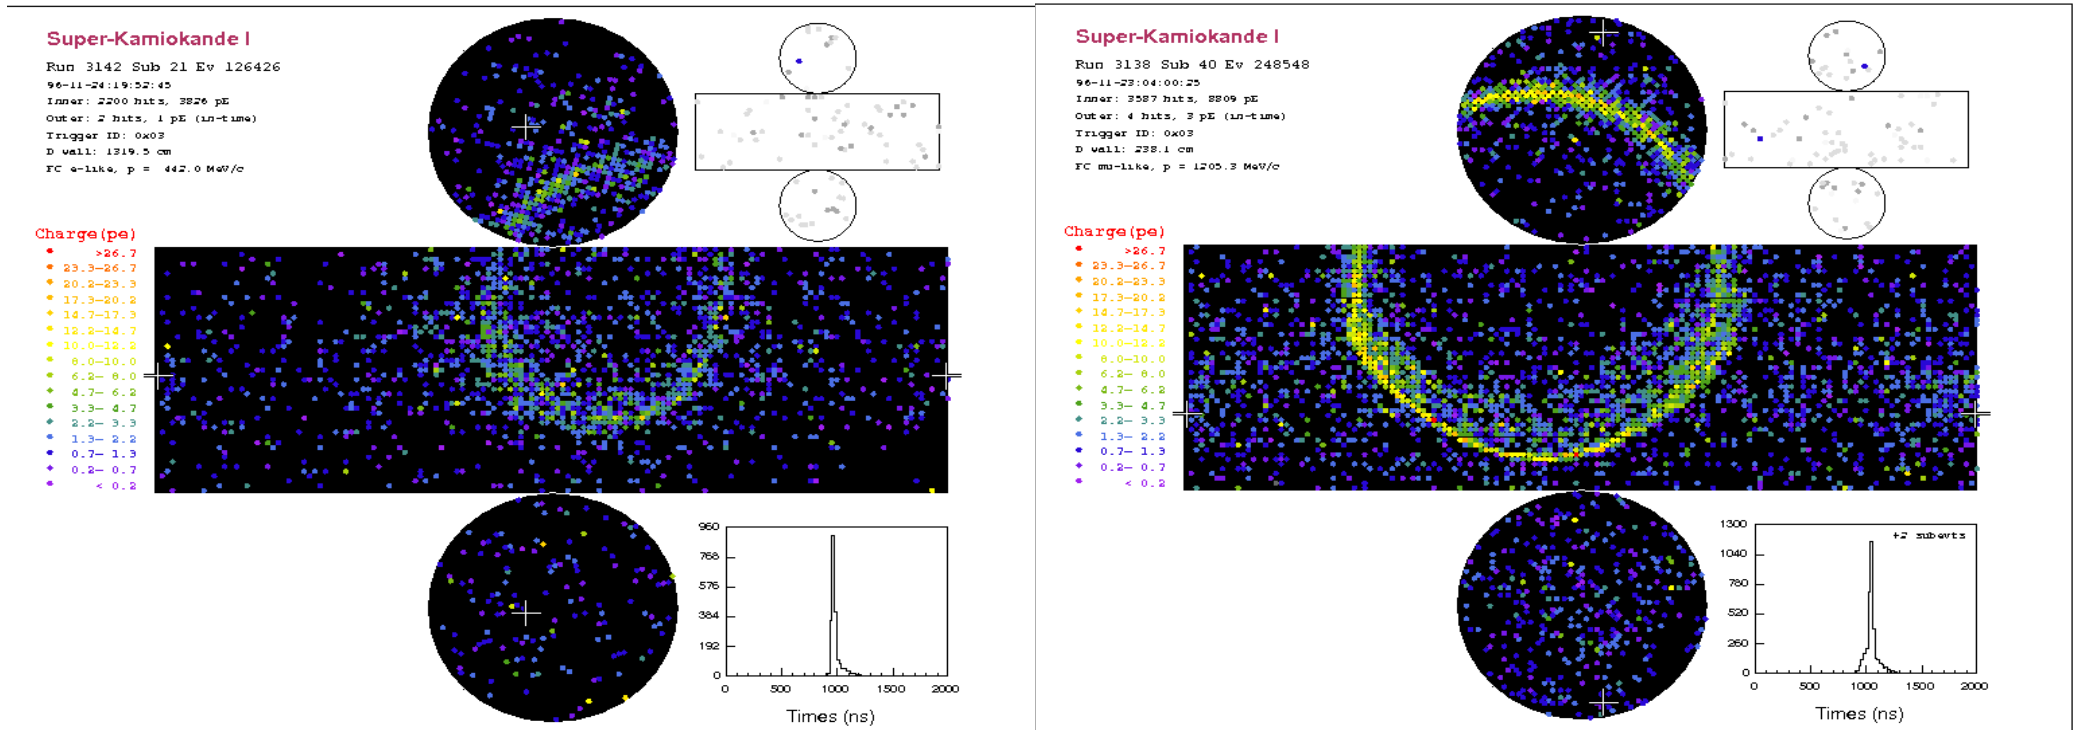 Super-Kamiokande I
Run 3142 Sub 21 Ev 126426
96-11-24:19:52:45
Inner: 2200 hits, 3826 pE
Outer: 2 hits, 1 pE (in-time)
Trigger ID: 0x03
D wall: 1319.5 cm
FC e-like, p = 442.0 MeV/c
Charge(pe)
>26.7
23.3-26.7
20.2-23.3
17.3-20.2
14.7-17.3
12.2-14.7
10.0-12.2
8.0-10.0
6.2- 8.0
4.7- 6.2
3.3- 4.7
2.2- 3.3
1.3- 2.2
0.7- 1.3
0.2- 0.7
< 0.2
960
768
576
384
192
0
0 500 1000 1500 2000
Times (ns)
Super-Kamiokande I
Run 3138 Sub 40 Ev 248548
96-11-23:04:00:25
Inner: 3587 hits, 8809 pE
Outer: 4 hits, 3 pE (in-time)
Trigger ID: 0x03
D wall: 238.1 cm
FC mu-like, p = 1205.3 MeV/c
Charge(pe)
>26.7
23.3-26.7
20.2-23.3
17.3-20.2
14.7-17.3
12.2-14.7
10.0-12.2
8.0-10.0
6.2- 8.0
4.7- 6.2
3.3- 4.7
2.2- 3.3
1.3- 2.2
0.7- 1.3
0.2- 0.7
< 0.2
1300
+2 subevts
1040
780
520
260
0
0 500 1000 1500 2000
Times (ns)